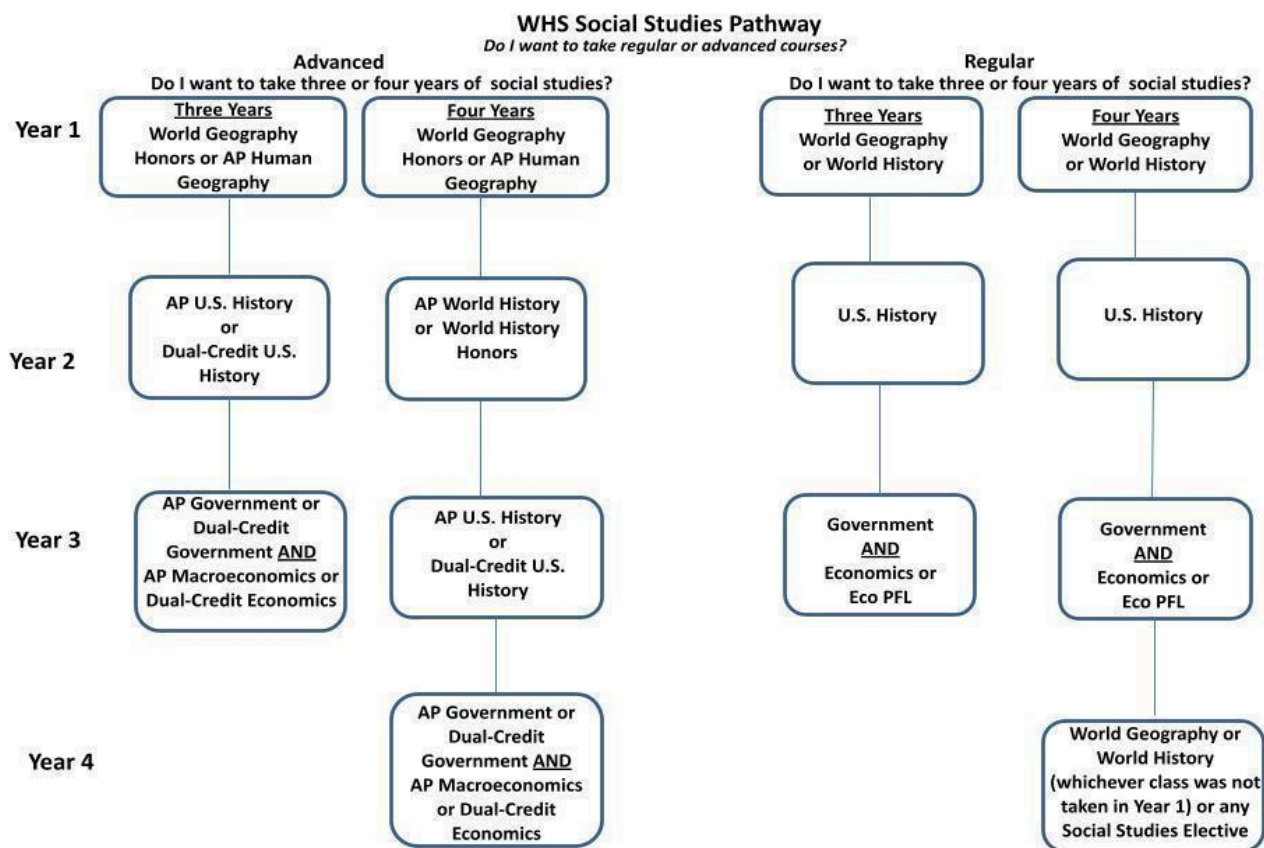 WHS Social Studies Pathway
Do I want to take regular or advanced courses?
Advanced
Do I want to take three or four years of social studies?
Regular
Do I want to take three or four years of social studies?
Year 1
Three Years
World Geography
Honors or AP Human
Geography
Four Years
World Geography
Honors or AP Human
Geography
Three Years
World Geography
or World History
Four Years
World Geography
or World History
Year 2
AP U.S. History
or
Dual-Credit U.S.
History
AP World History
or World History
Honors
U.S. History
U.S. History
Year 3
AP Government or
Dual-Credit
Government AND
AP Macroeconomics or
Dual-Credit Economics
AP U.S. History
or
Dual-Credit U.S.
History
Government
AND
Economics or
Eco PFL
Government
AND
Economics or
Eco PFL
Year 4
AP Government or
Dual-Credit
Government AND
AP Macroeconomics
or Dual-Credit
Economics
World Geography or
World History
(whichever class was not
taken in Year 1) or any
Social Studies Elective